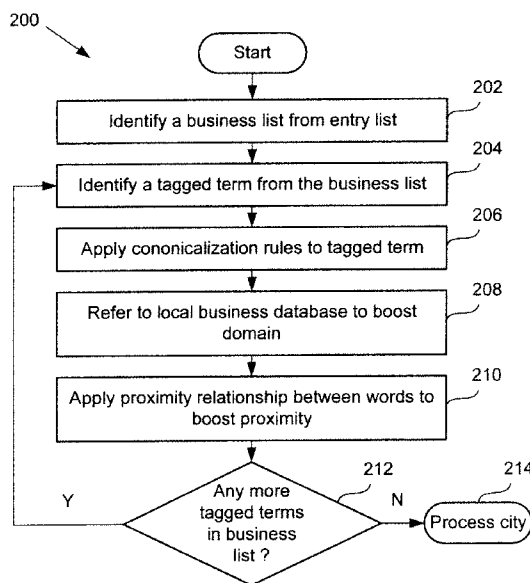 200
Start
202
Identify a business list from entry list
204
Identify a tagged term from the business list
206
Apply cononicalization rules to tagged term
208
Refer to local business database to boost
domain
210
Apply proximity relationship between words to
boost proximity
212
214
Y
Any more
tagged terms
in business
list ?
N
Process city